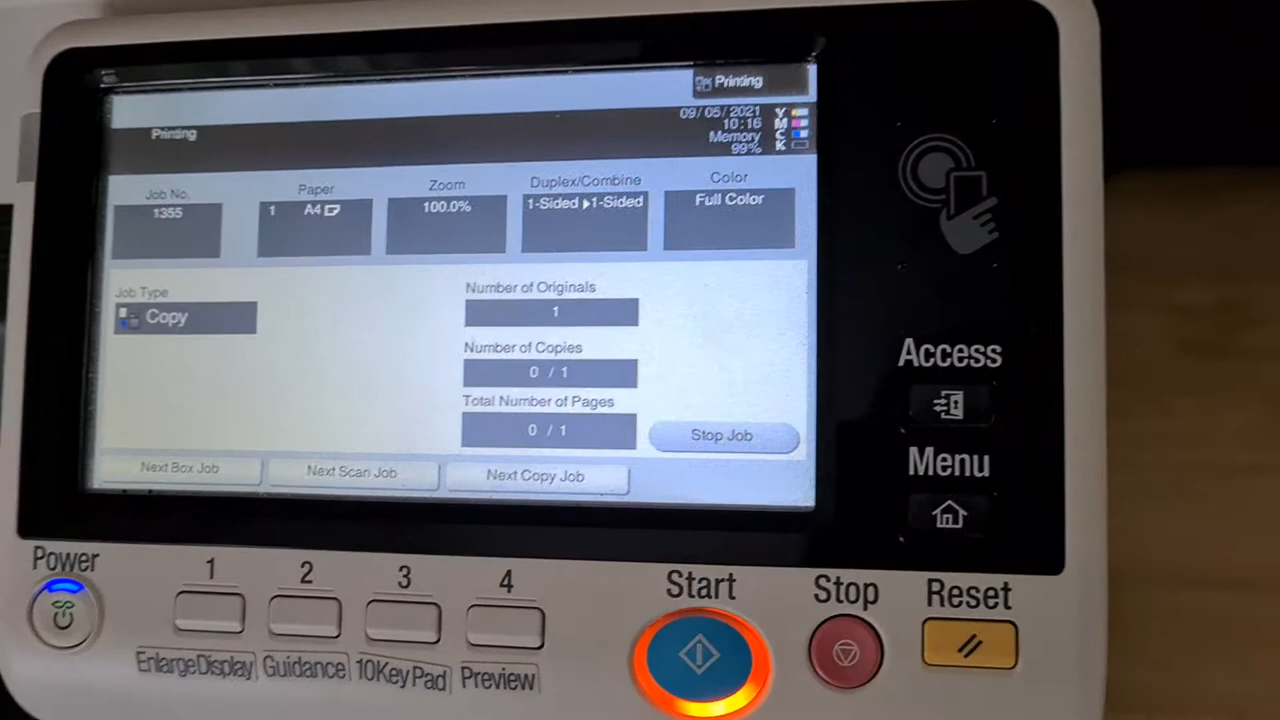 Printing
Printing
09/05/2021
10:16
Memory
99%
Y
M
C
K
Job No.
1355
Paper
1 A4
Zoom
100.0%
Duplex/Combine
1-Sided ▶1-Sided
Color
Full Color
Job Type
Copy
Number of Originals
1
Number of Copies
0 / 1
Total Number of Pages
0 / 1
Stop Job
Next Box Job
Next Scan Job
Next Copy Job
Access
Menu
Power
1
2
3
4
Enlarge Display
Guidance
10 Key Pad
Preview
Start
Stop
Reset